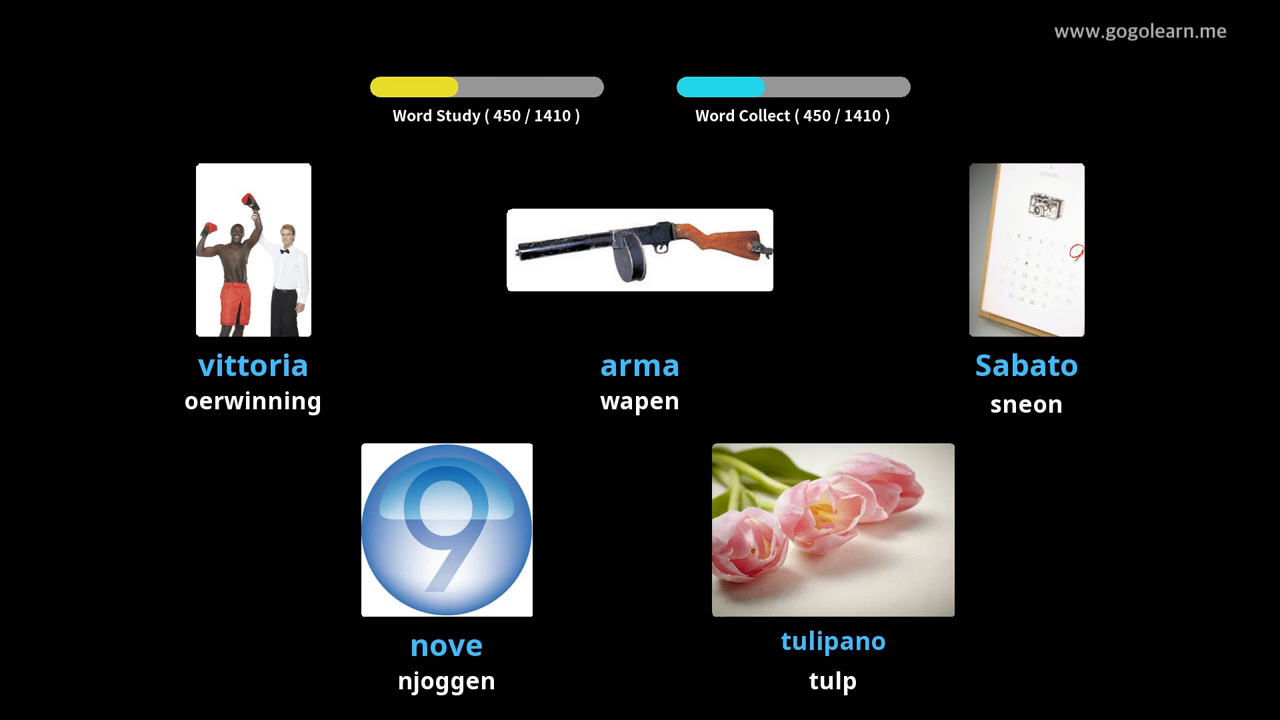 www.gogolearn.me
Word Study ( 450 / 1410 )
Word Collect ( 450 / 1410 )
vittoria
oerwinning
arma
wapen
Sabato
sneon
9
nove
njoggen
tulipano
tulp